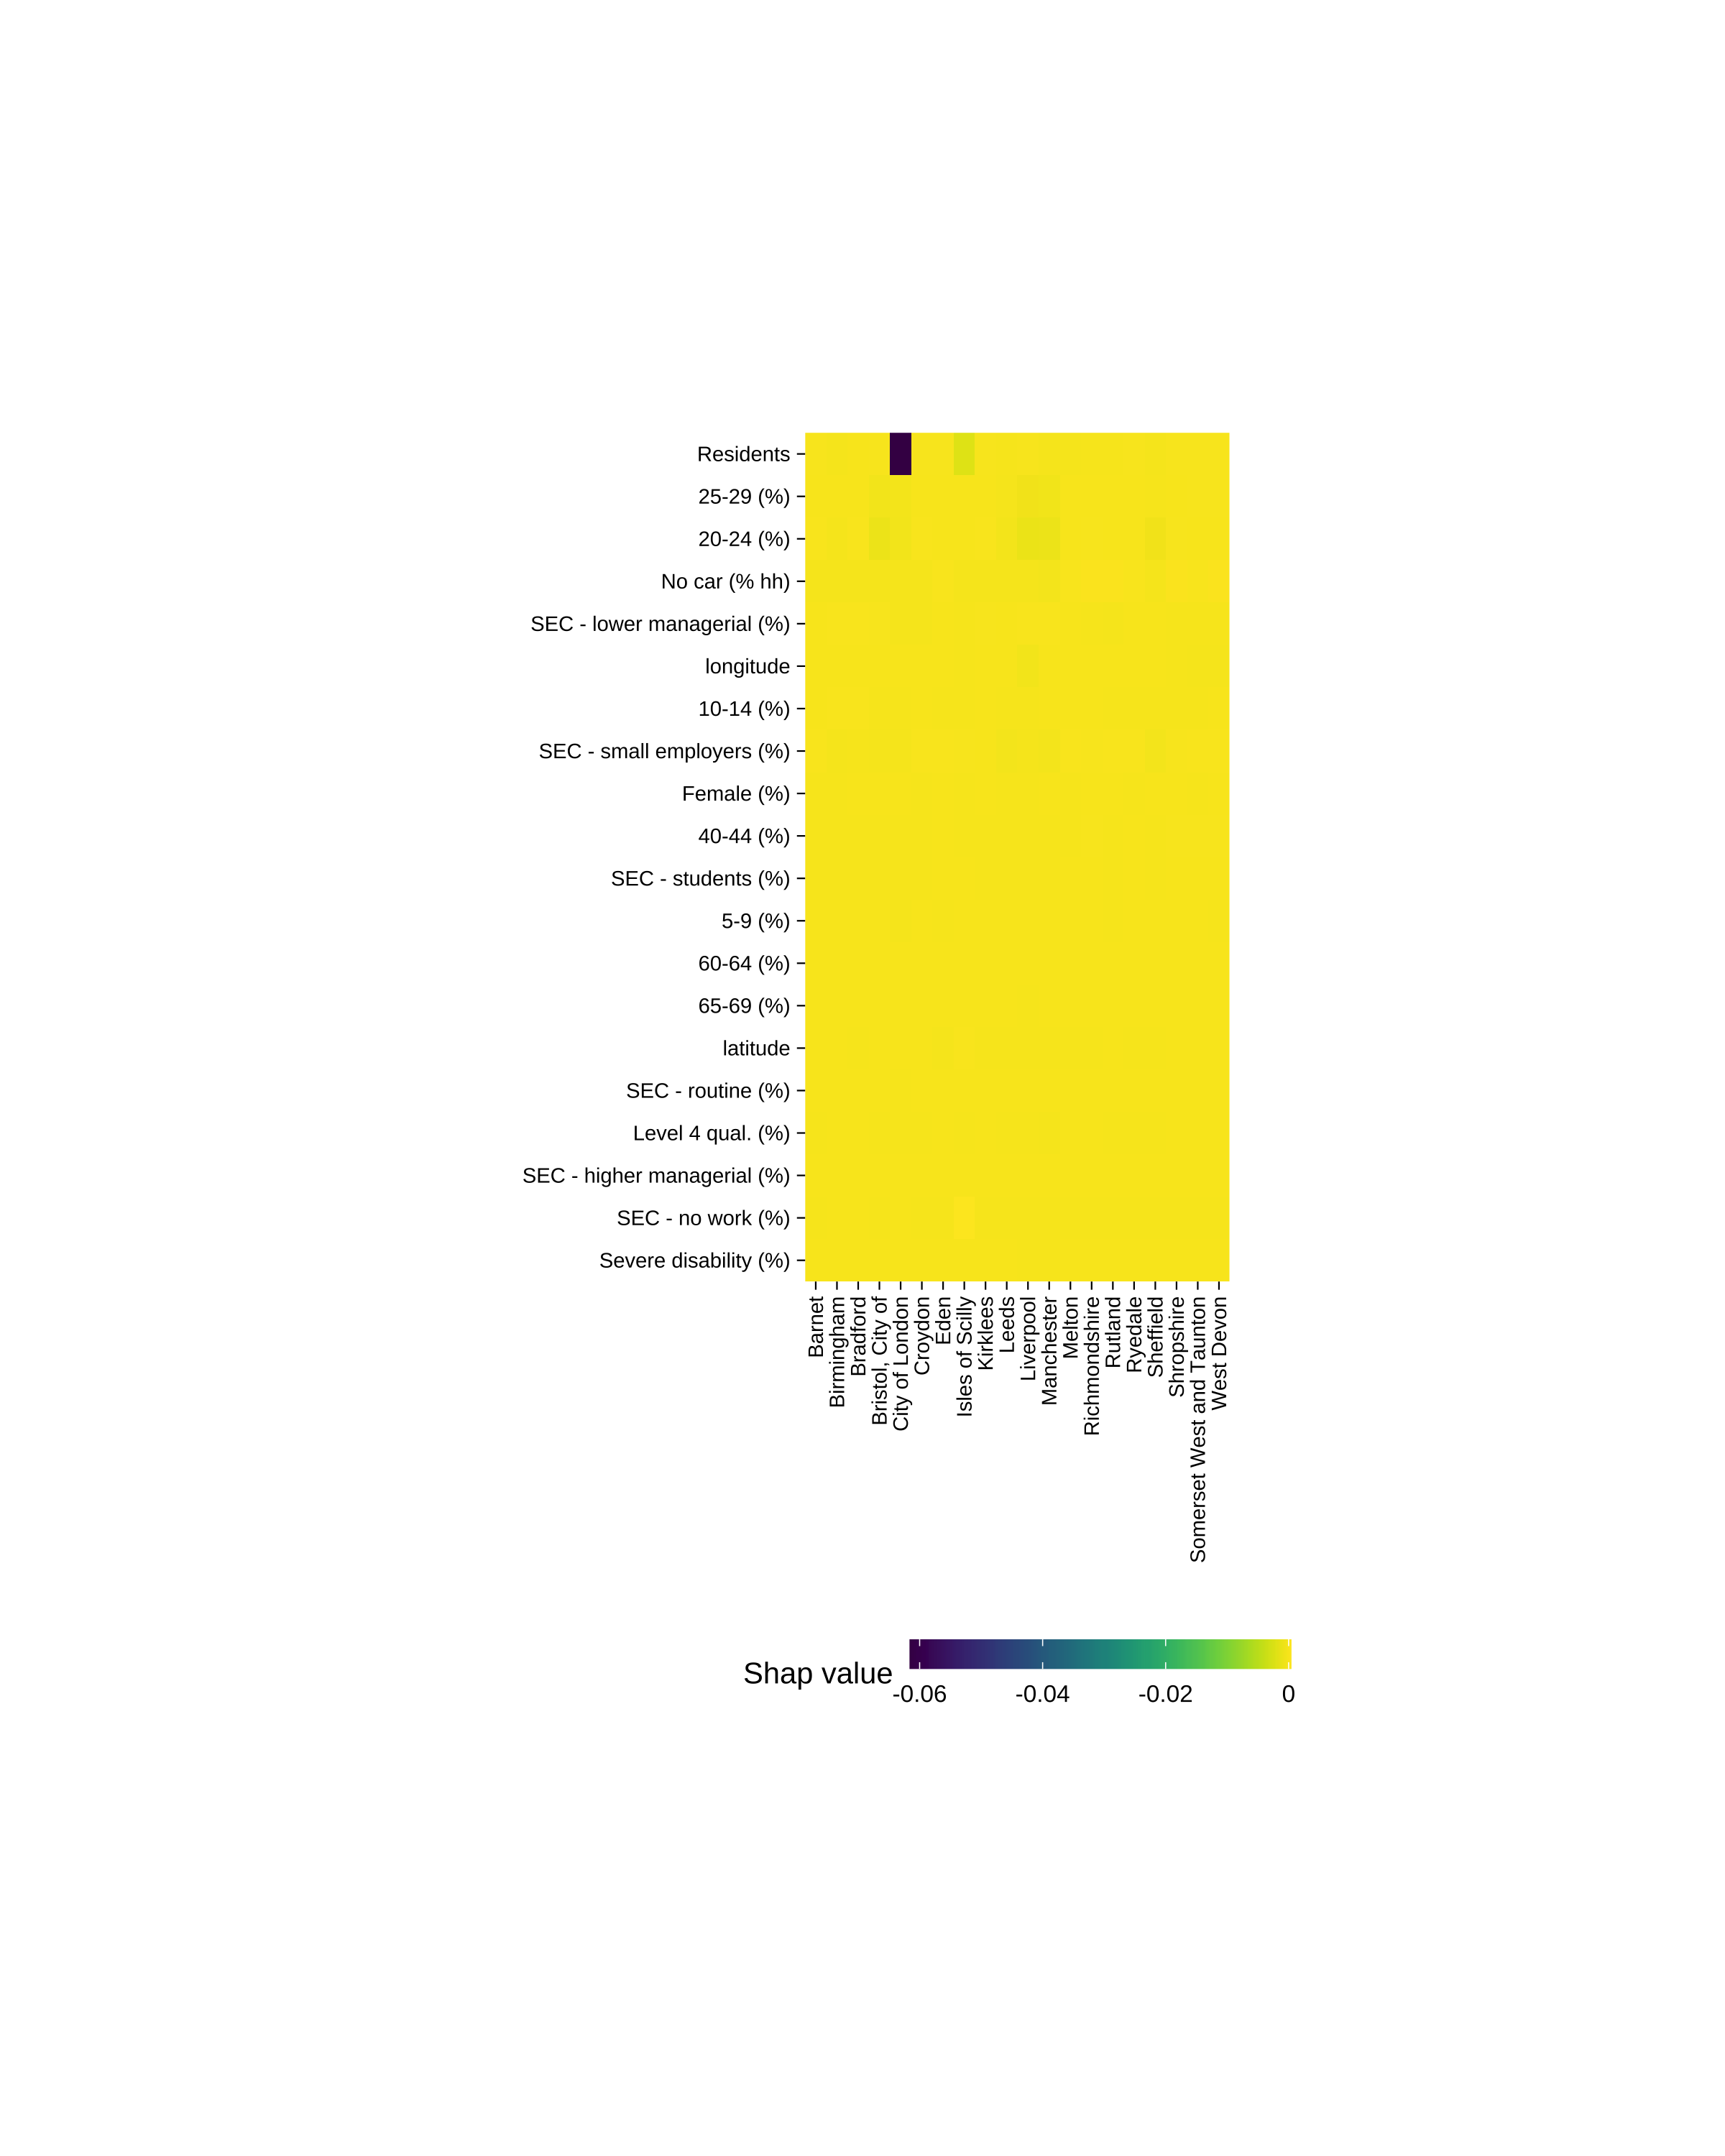 Residents
25-29 (%)
20-24 (%)
No car (% hh)
SEC - lower managerial (%)
longitude
10-14 (%)
SEC - small employers (%)
Female (%)
40-44 (%)
SEC - students (%)
5-9 (%)
60-64 (%)
65-69 (%)
latitude
SEC - routine (%)
Level 4 qual. (%)
SEC - higher managerial (%)
SEC - no work (%)
Severe disability (%)
Barnet
Birmingham
Bradford
Bristol, City of
City of London
Croydon
Eden
Isles of Scilly
Kirklees
Leeds
Liverpool
Manchester
Melton
Richmondshire
Rutland
Ryedale
Sheffield
Shropshire
Somerset West and Taunton
West Devon
Shap value
-0.06 -0.04 -0.02 0